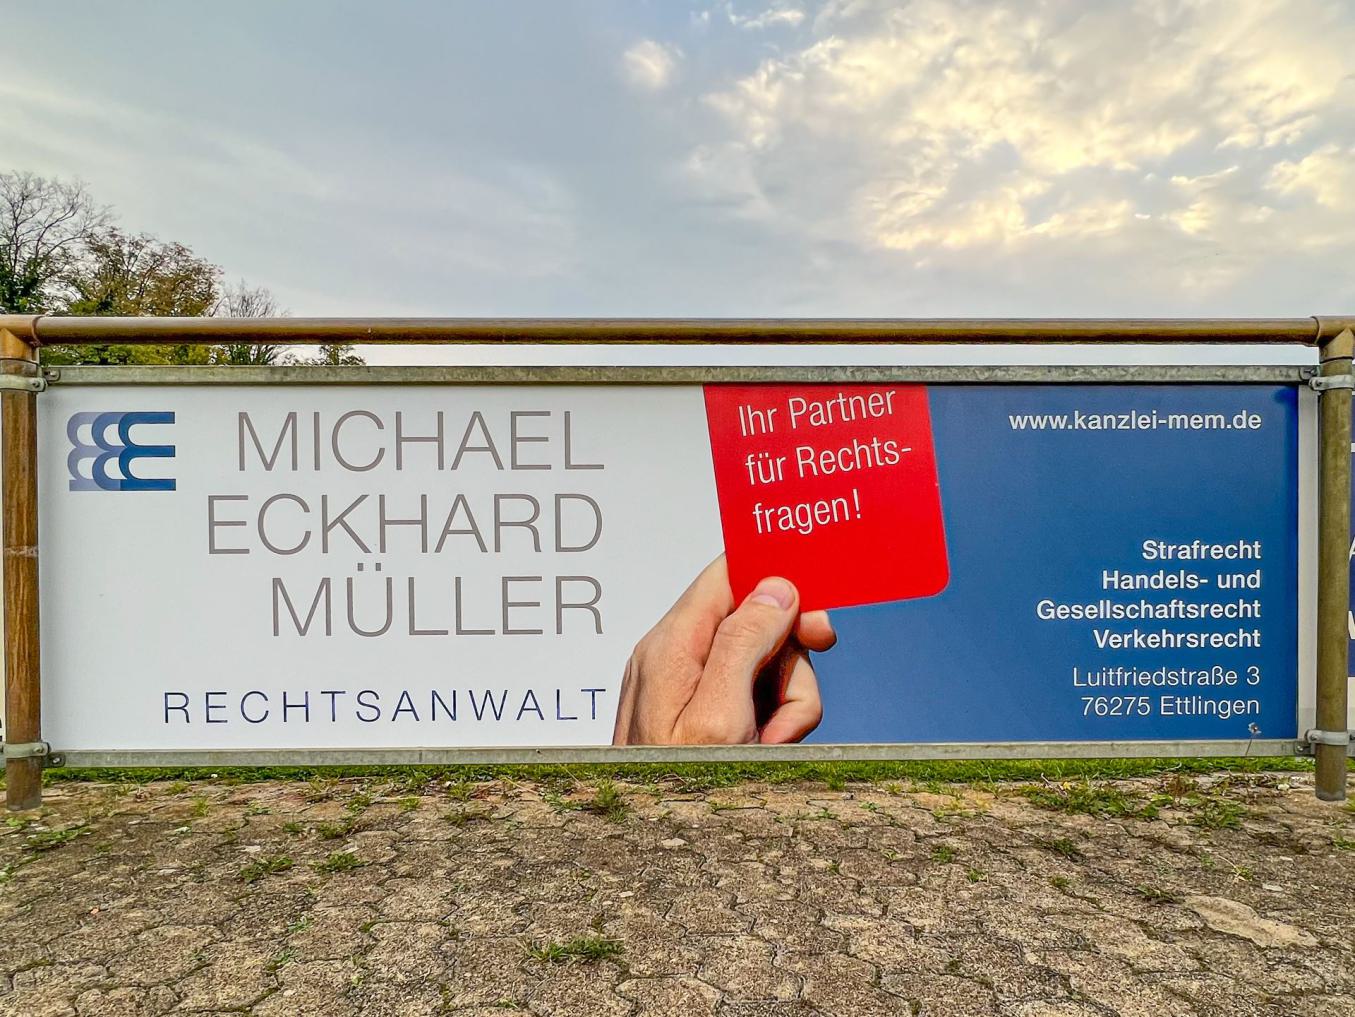 MICHAEL
ECKHARD
MÜLLER
RECHTSANWALT
Ihr Partner
für Rechts-
fragen!
www.kanzlei-mem.de
Strafrecht
Handels- und
Gesellschaftsrecht
Verkehrsrecht
Luitfriedstraße 3
76275 Ettlingen